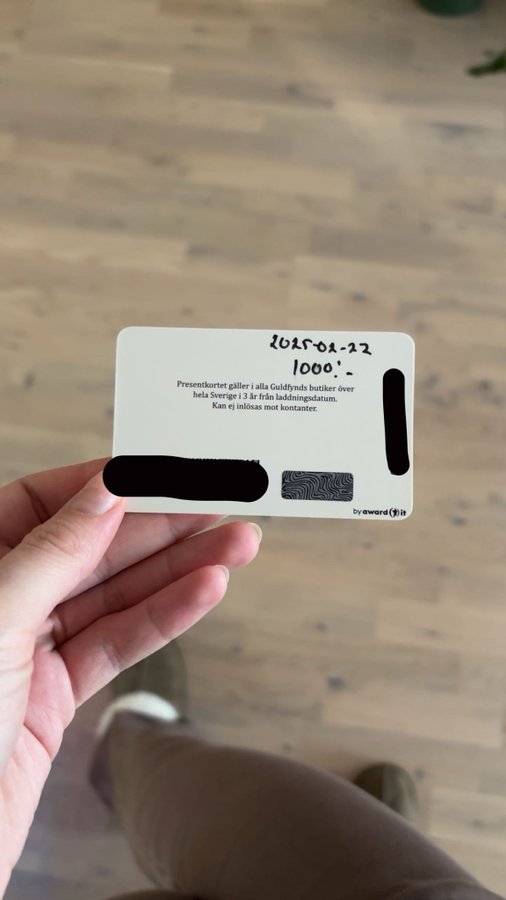 2025-02-22
1000:-
Presentkortet gäller i alla Guldfynds butiker över
hela Sverige i 3 år från laddningsdatum.
Kan ej inlösas mot kontanter.
by award it